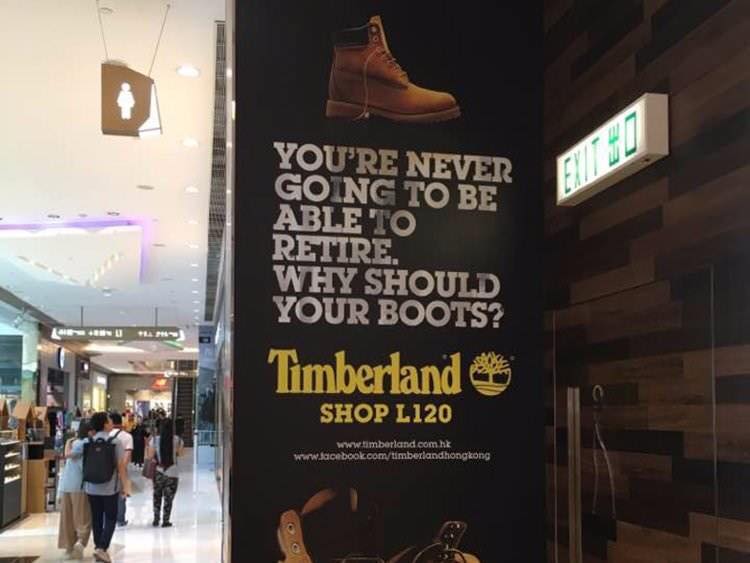 YOU'RE NEVER
GOING TO BE
ABLE TO
RETIRE.
WHY SHOULD
YOUR BOOTS?
Timberland
SHOP L120
www.timberland.com.hk
www.facebook.com/timberlandhongkong
EXIT 出口